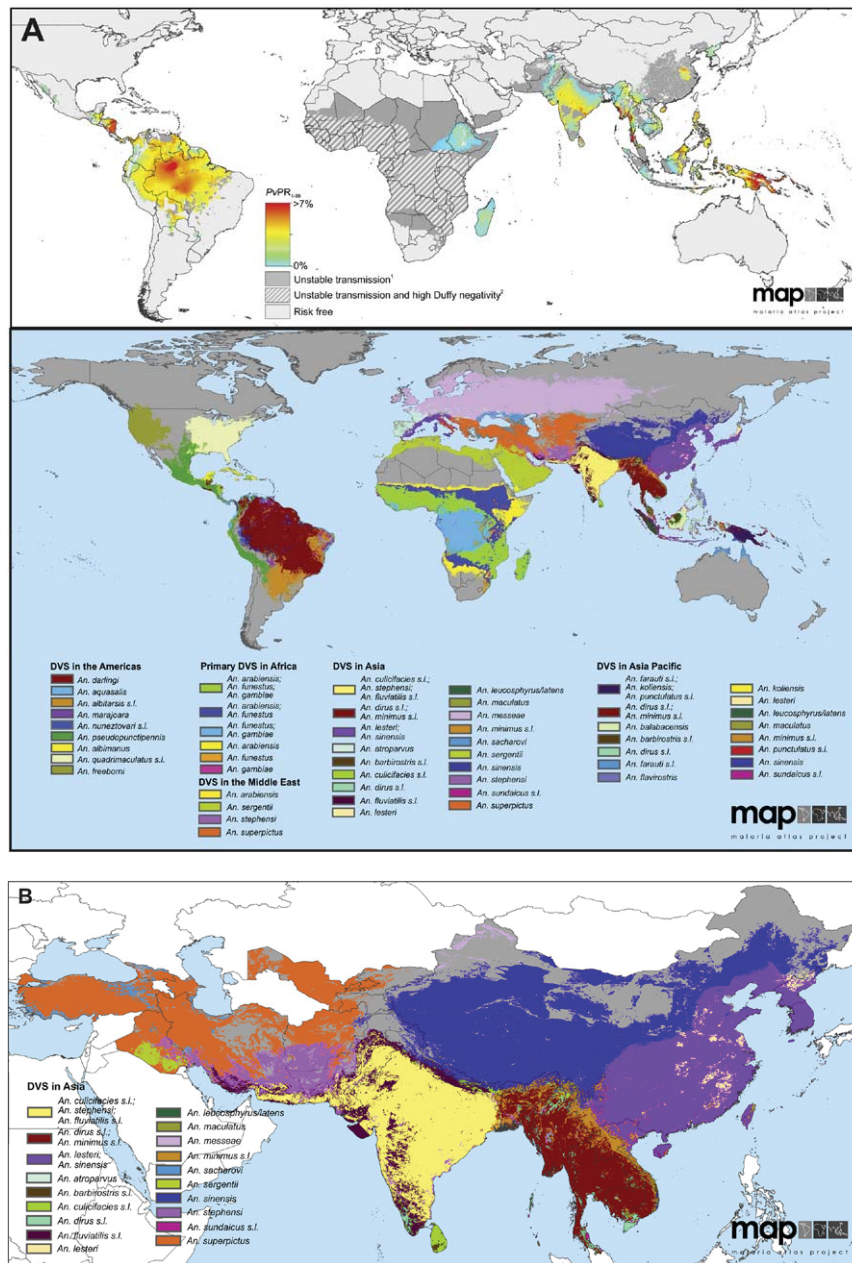 A
PvPR1-99
>7%
0%
Unstable transmission1
Unstable transmission and high Duffy negativity2
Risk free
map
malaria atlas project
DVS in the Americas
An. darlingi
An. aquasalis
An. albitarsis s.l.
An. marajoara
An. nuneztovari s.l.
An. pseudopunctipennis
An. albimanus
An. quadrimaculatus s.l.
An. freeborni
Primary DVS in Africa
An. arabiensis;
An. funestus;
An. gambiae
An. arabiensis;
An. funestus
An. funestus;
An. gambiae
An. arabiensis
An. funestus
An. gambiae
DVS in the Middle East
An. arabiensis
An. sergentii
An. stephensi
An. superpictus
DVS in Asia
An. culicifacies s.l.;
An. stephensi;
An. fluviatilis s.l.
An. dirus s.l.;
An. minimus s.l.
An. lesteri;
An. sinensis
An. atroparvus
An. barbirostris s.l.
An. culicifacies s.l.
An. dirus s.l.
An. fluviatilis s.l.
An. lesteri
An. leucosphyrus/latens
An. maculatus
An. messeae
An. minimus s.l.
An. sacharovi
An. sergentii
An. sinensis
An. stephensi
An. sundaicus s.l.
An. superpictus
DVS in Asia Pacific
An. farauti s.l.;
An. koliensis;
An. punctulatus s.l.
An. dirus s.l.;
An. minimus s.l.
An. balabacensis
An. barbirostris s.l.
An. dirus s.l.
An. farauti s.l.
An. flavirostris
An. koliensis
An. lesteri
An. leucosphyrus/latens
An. maculatus
An. minimus s.l.
An. punctulatus s.l.
An. sinensis
An. sundaicus s.l.
map
malaria atlas project
B
DVS in Asia
An. culicifacies s.l.;
An. stephensi;
An. fluviatilis s.l.
An. dirus s.l.;
An. minimus s.l.
An. lesteri;
An. sinensis
An. atroparvus
An. barbirostris s.l.
An. culicifacies s.l.
An. dirus s.l.
An. fluviatilis s.l.
An. lesteri
An. leucosphyrus/latens
An. maculatus
An. messeae
An. minimus s.l.
An. sacharovi
An. sergentii
An. sinensis
An. stephensi
An. sundaicus s.l.
An. superpictus
map
malaria atlas project